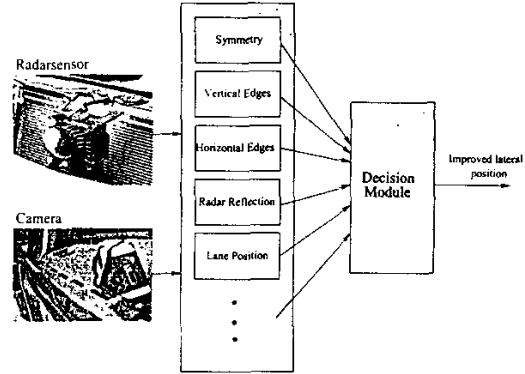 Radarsensor
Camera
Symmetry
Vertical Edges
Horizontal Edges
Radar Reflection
Lane Position
Decision
Module
Improved lateral
position